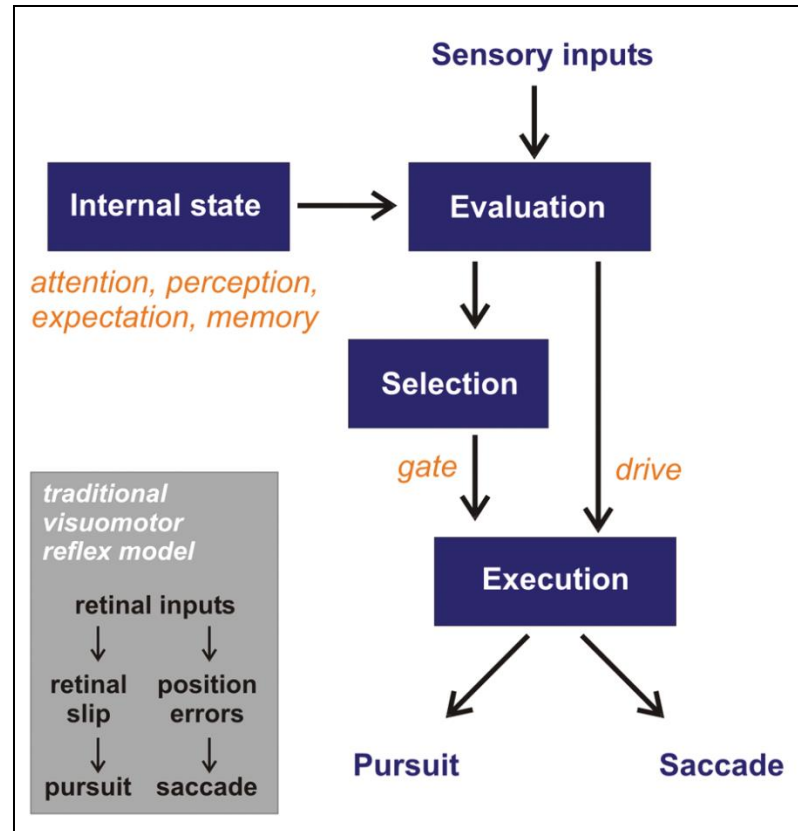 Sensory inputs
Internal state
Evaluation
attention, perception,
expectation, memory
Selection
gate
drive
Execution
Pursuit
Saccade
traditional
visuomotor
reflex model
retinal inputs
retinal
slip
position
errors
pursuit
saccade